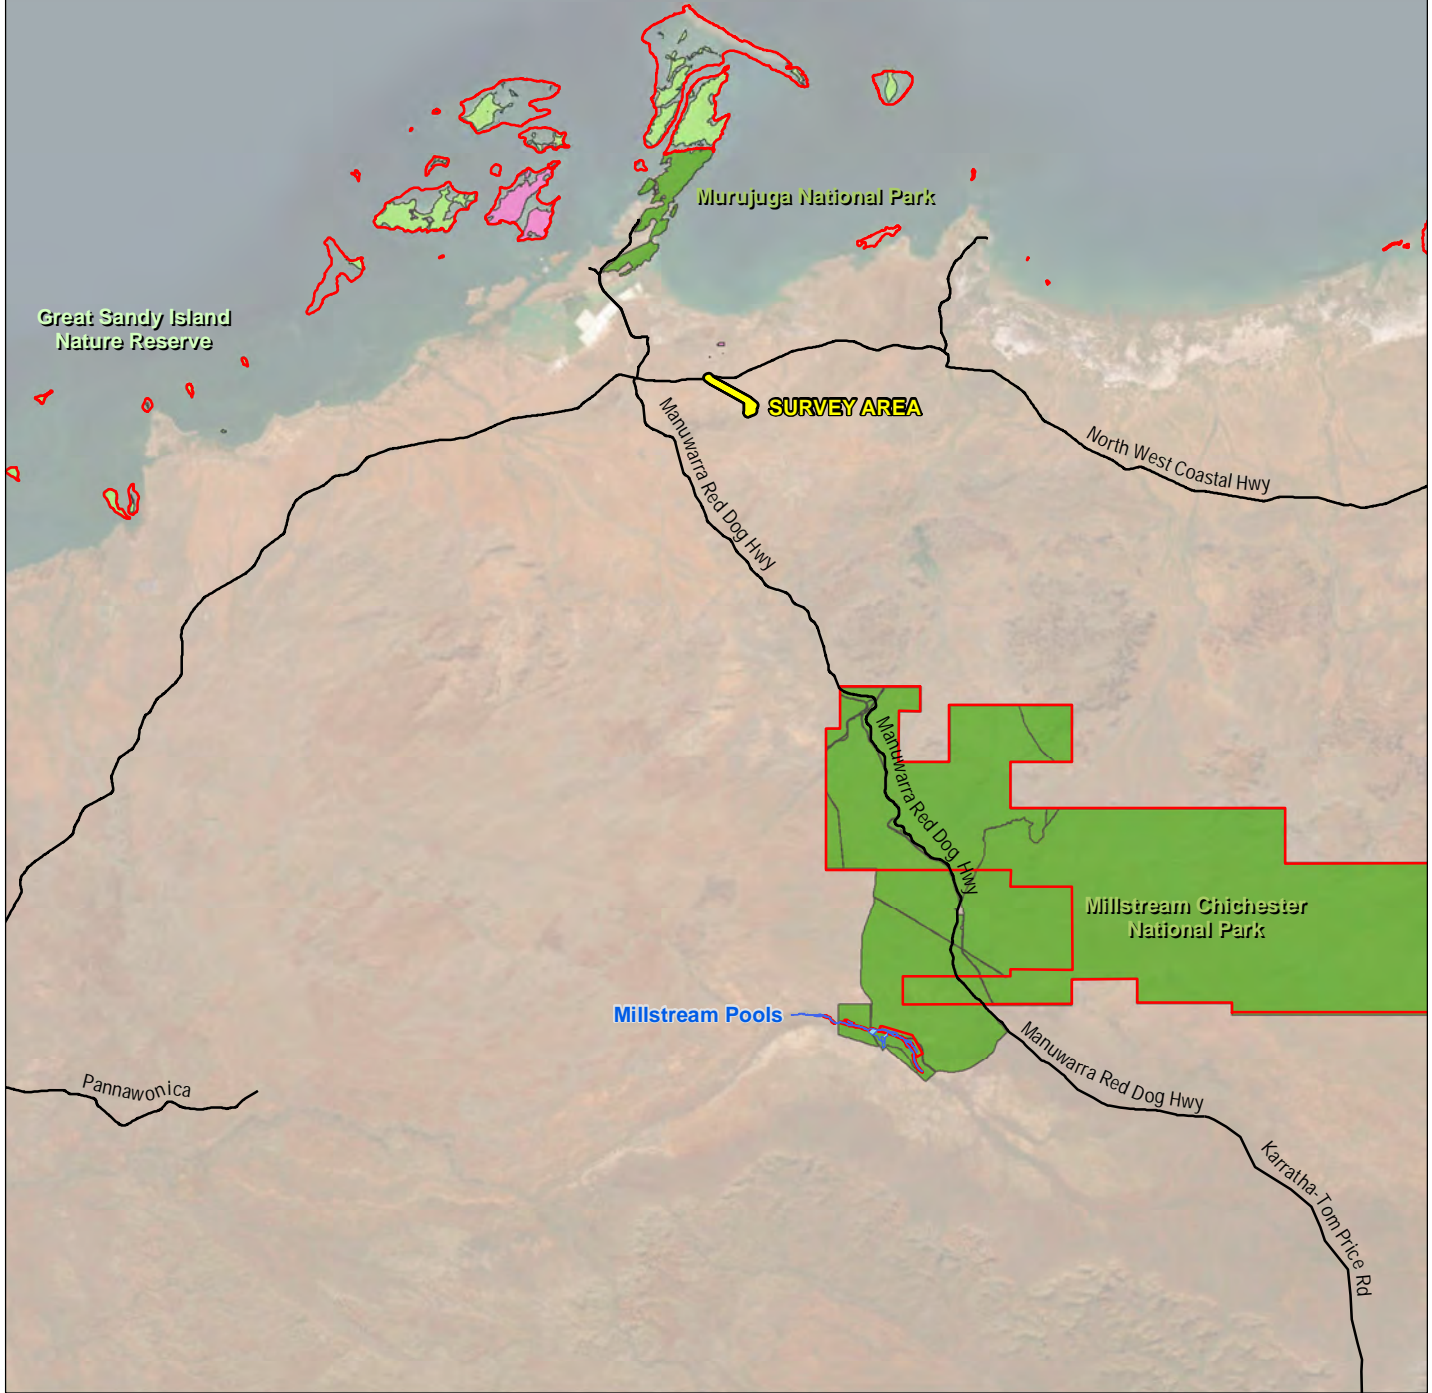 Murujuga National Park
Great Sandy Island
Nature Reserve
SURVEY AREA
Manuwarra Red Dog Hwy
North West Coastal Hwy
Manuwarra Red Dog Hwy
Millstream Chichester
National Park
Millstream Pools
Manuwarra Red Dog Hwy
Pannawonica
Karratha-Tom Price Rd